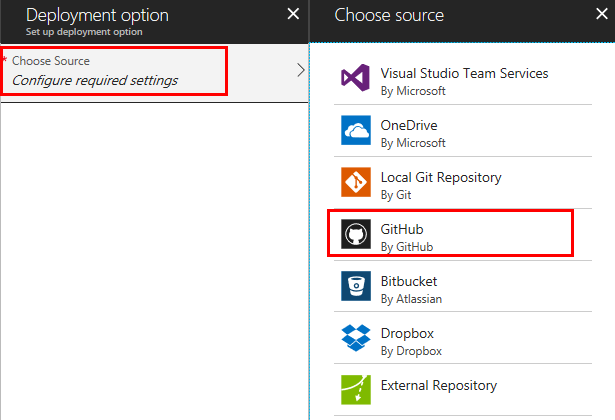 Deployment option
Set up deployment option
* Choose Source
Configure required settings
Choose source
Visual Studio Team Services
By Microsoft
OneDrive
By Microsoft
Local Git Repository
By Git
GitHub
By GitHub
Bitbucket
By Atlassian
Dropbox
By Dropbox
External Repository